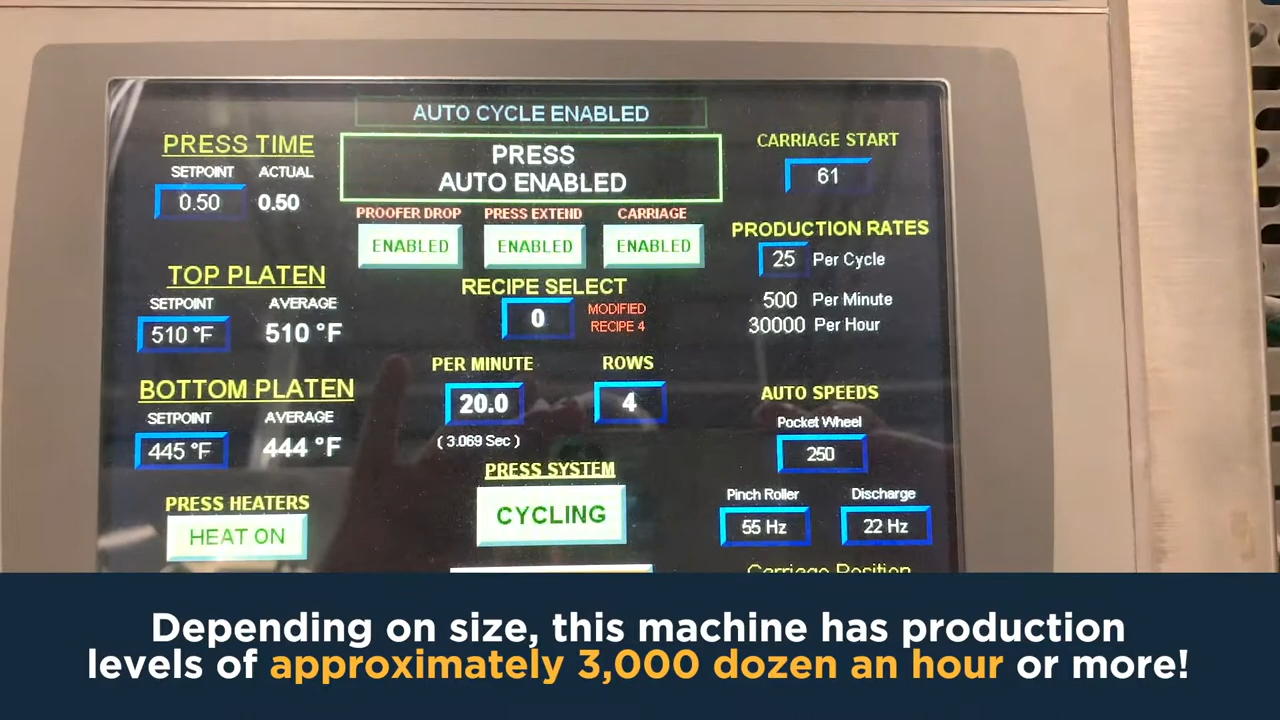 AUTO CYCLE ENABLED
PRESS
AUTO ENABLED
PRESS TIME
SETPOINT ACTUAL
0.50 0.50
PROOFER DROP PRESS EXTEND CARRIAGE
ENABLED ENABLED ENABLED
CARRIAGE START
61
TOP PLATEN
SETPOINT AVERAGE
510 °F 510 °F
RECIPE SELECT
0
MODIFIED
RECIPE 4
PRODUCTION RATES
25 Per Cycle
500 Per Minute
30000 Per Hour
BOTTOM PLATEN
SETPOINT AVERAGE
445 °F 444 °F
PER MINUTE ROWS
20.0 4
( 3.069 Sec )
AUTO SPEEDS
Pocket Wheel
250
PRESS HEATERS
HEAT ON
PRESS SYSTEM
CYCLING
Pinch Roller Discharge
55 Hz 22 Hz
Carriage Position
Depending on size, this machine has production
levels of approximately 3,000 dozen an hour or more!